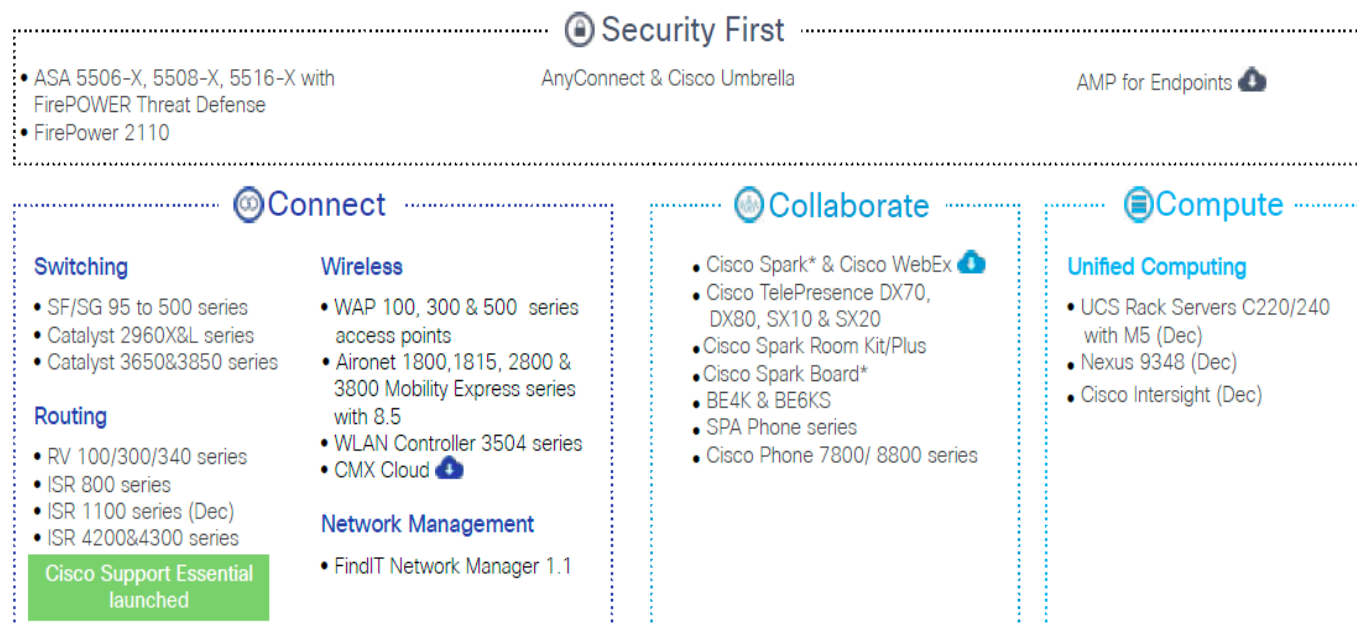 Security First
• ASA 5506-X, 5508-X, 5516-X with
FirePOWER Threat Defense
• FirePower 2110
AnyConnect & Cisco Umbrella
AMP for Endpoints
Connect
Switching
• SF/SG 95 to 500 series
• Catalyst 2960X&L series
• Catalyst 3650&3850 series
Routing
• RV 100/300/340 series
• ISR 800 series
• ISR 1100 series (Dec)
• ISR 4200&4300 series
Cisco Support Essential
launched
Wireless
• WAP 100, 300 & 500 series
access points
• Aironet 1800,1815, 2800 &
3800 Mobility Express series
with 8.5
• WLAN Controller 3504 series
• CMX Cloud
Network Management
• FindIT Network Manager 1.1
Collaborate
• Cisco Spark* & Cisco WebEx
• Cisco TelePresence DX70,
DX80, SX10 & SX20
• Cisco Spark Room Kit/Plus
• Cisco Spark Board*
• BE4K & BE6KS
• SPA Phone series
• Cisco Phone 7800/ 8800 series
Compute
Unified Computing
• UCS Rack Servers C220/240
with M5 (Dec)
• Nexus 9348 (Dec)
• Cisco Intersight (Dec)